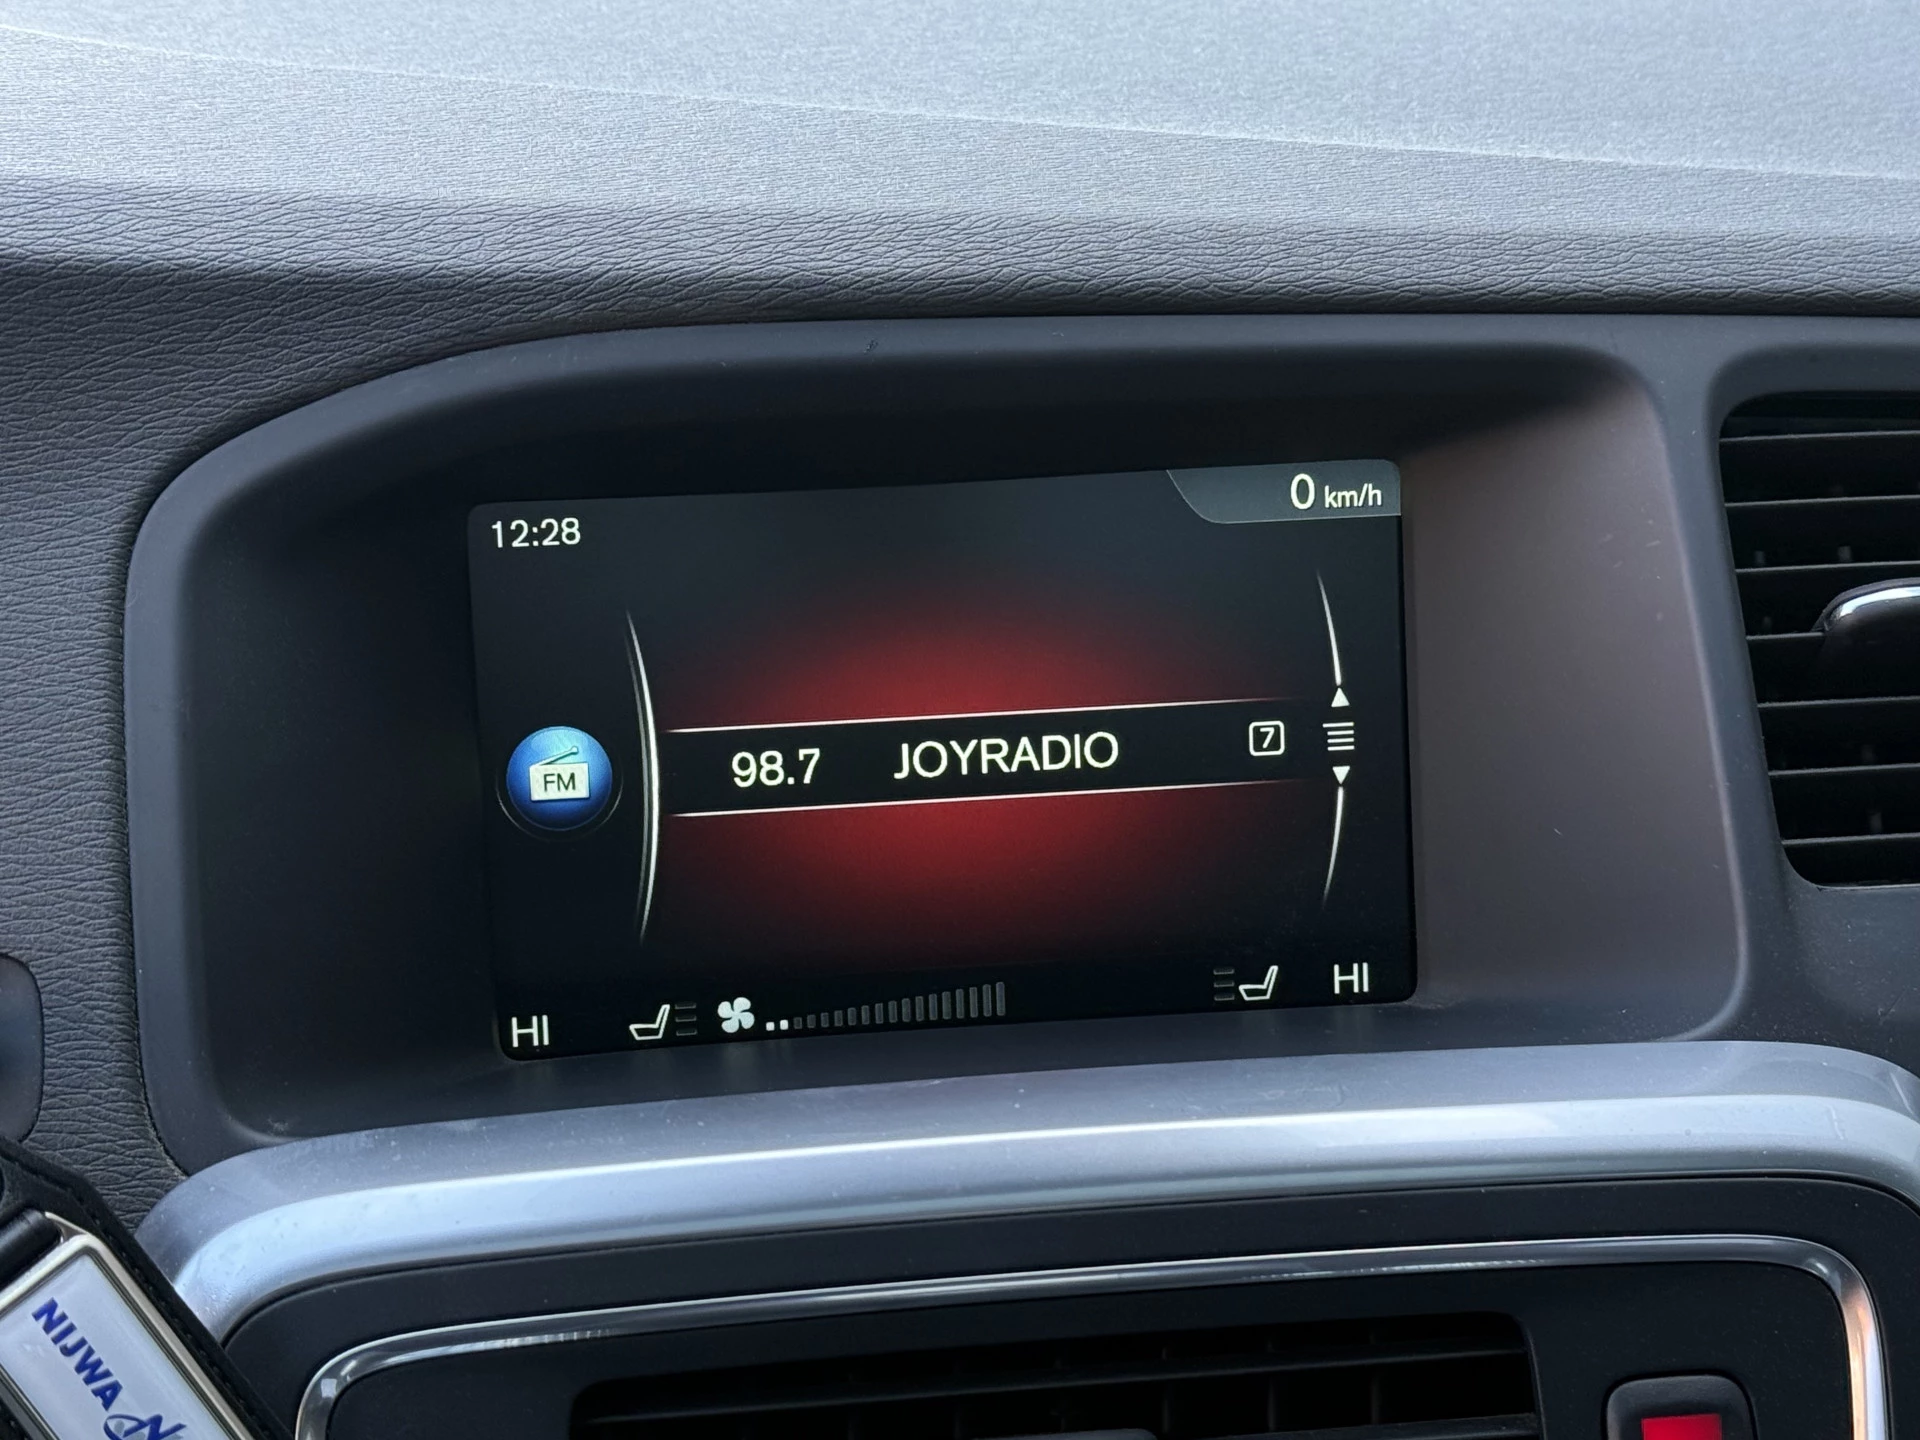 12:28
0 km/h
FM
98.7 JOYRADIO 7
HI HI
NIJWA